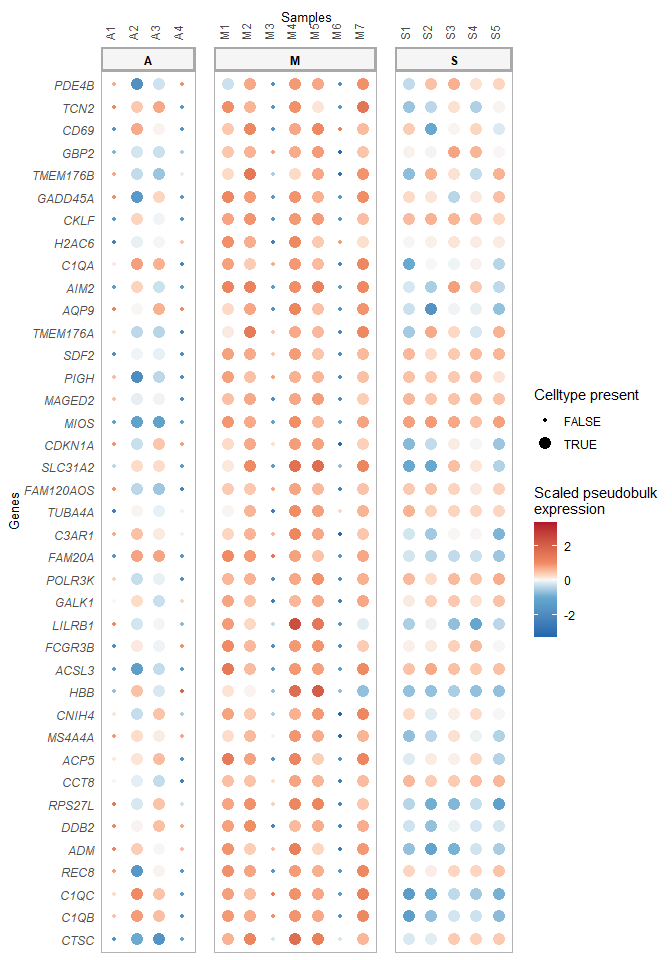 Samples
A1 A2 A3 A4 M1 M2 M3 M4 M5 M6 M7 S1 S2 S3 S4 S5
A M S
Genes
PDE4B
TCN2
CD69
GBP2
TMEM176B
GADD45A
CKLF
H2AC6
C1QA
AIM2
AQP9
TMEM176A
SDF2
PIGH
MAGED2
MIOS
CDKN1A
SLC31A2
FAM120AOS
TUBA4A
C3AR1
FAM20A
POLR3K
GALK1
LILRB1
FCGR3B
ACSL3
HBB
CNIH4
MS4A4A
ACP5
CCT8
RPS27L
DDB2
ADM
REC8
C1QC
C1QB
CTSC
Celltype present
FALSE
TRUE
Scaled pseudobulk
expression
2
0
-2